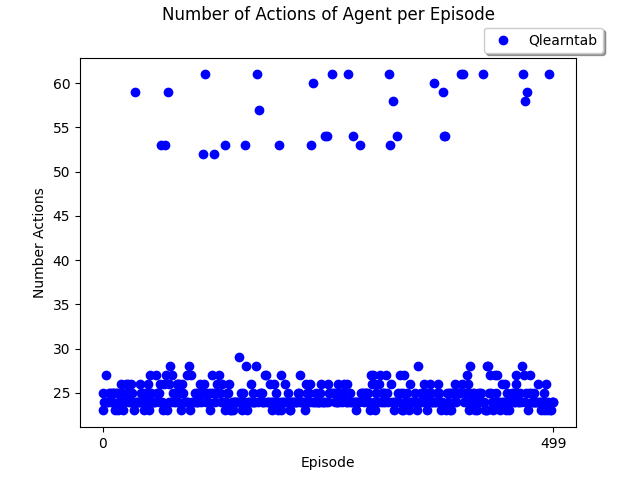 Number of Actions of Agent per Episode
Qlearntab
60
55
50
45
40
35
30
25
Number Actions
0
499
Episode